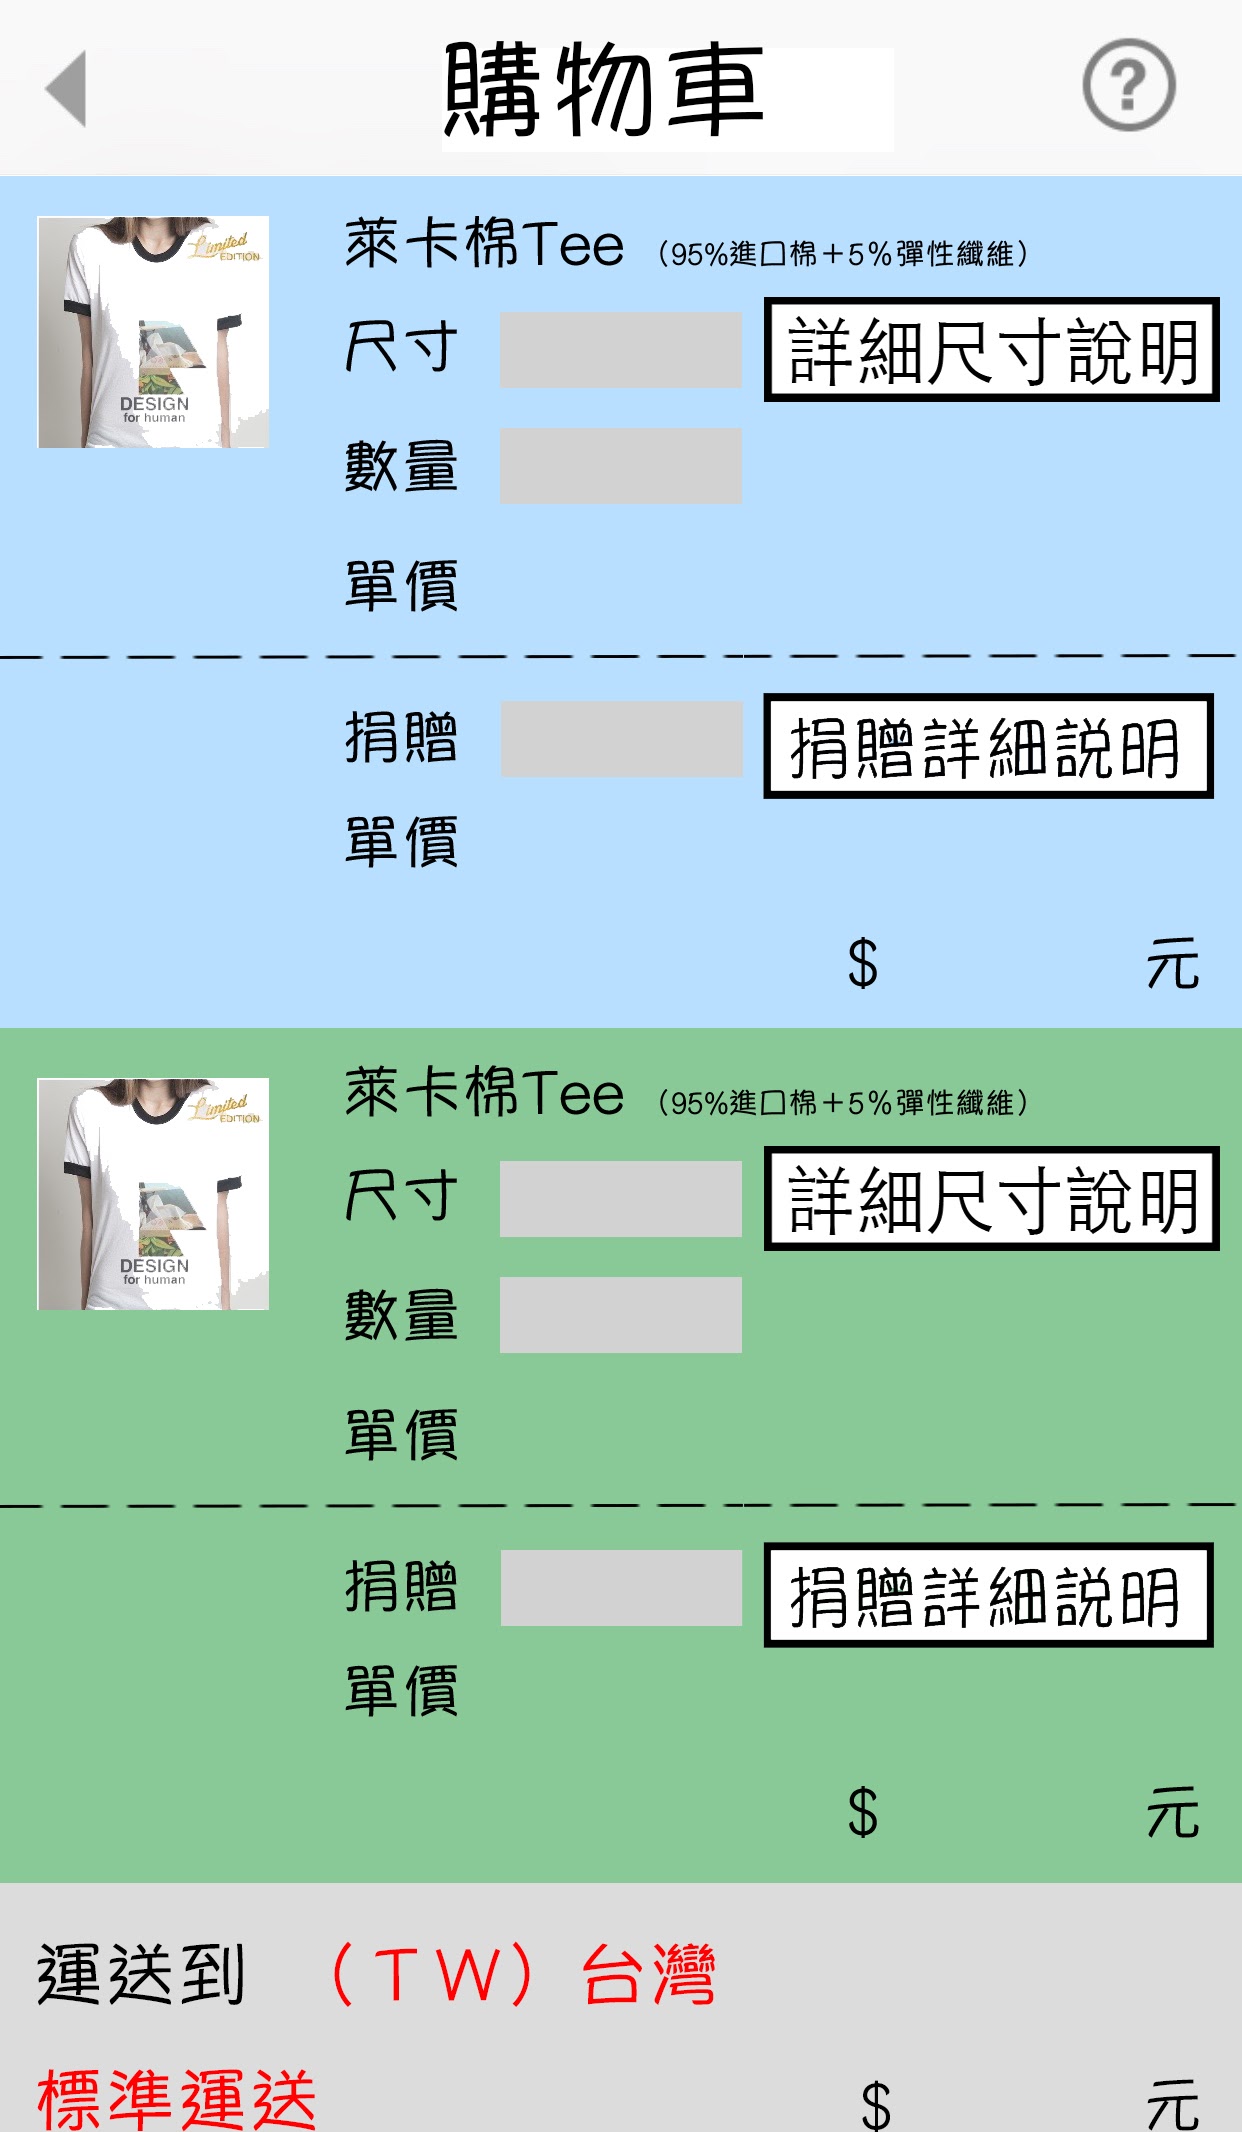 購物車
?
萊卡棉Tee （95%進口棉＋5%彈性纖維）
Limited
EDITION
DESIGN
for human
尺寸 詳細尺寸說明
數量
單價
捐贈 捐贈詳細説明
單價
$ 元
萊卡棉Tee （95%進口棉＋5%彈性纖維）
Limited
EDITION
DESIGN
for human
尺寸 詳細尺寸說明
數量
單價
捐贈 捐贈詳細説明
單價
$ 元
運送到 （TW）台灣
標準運送 $ 元